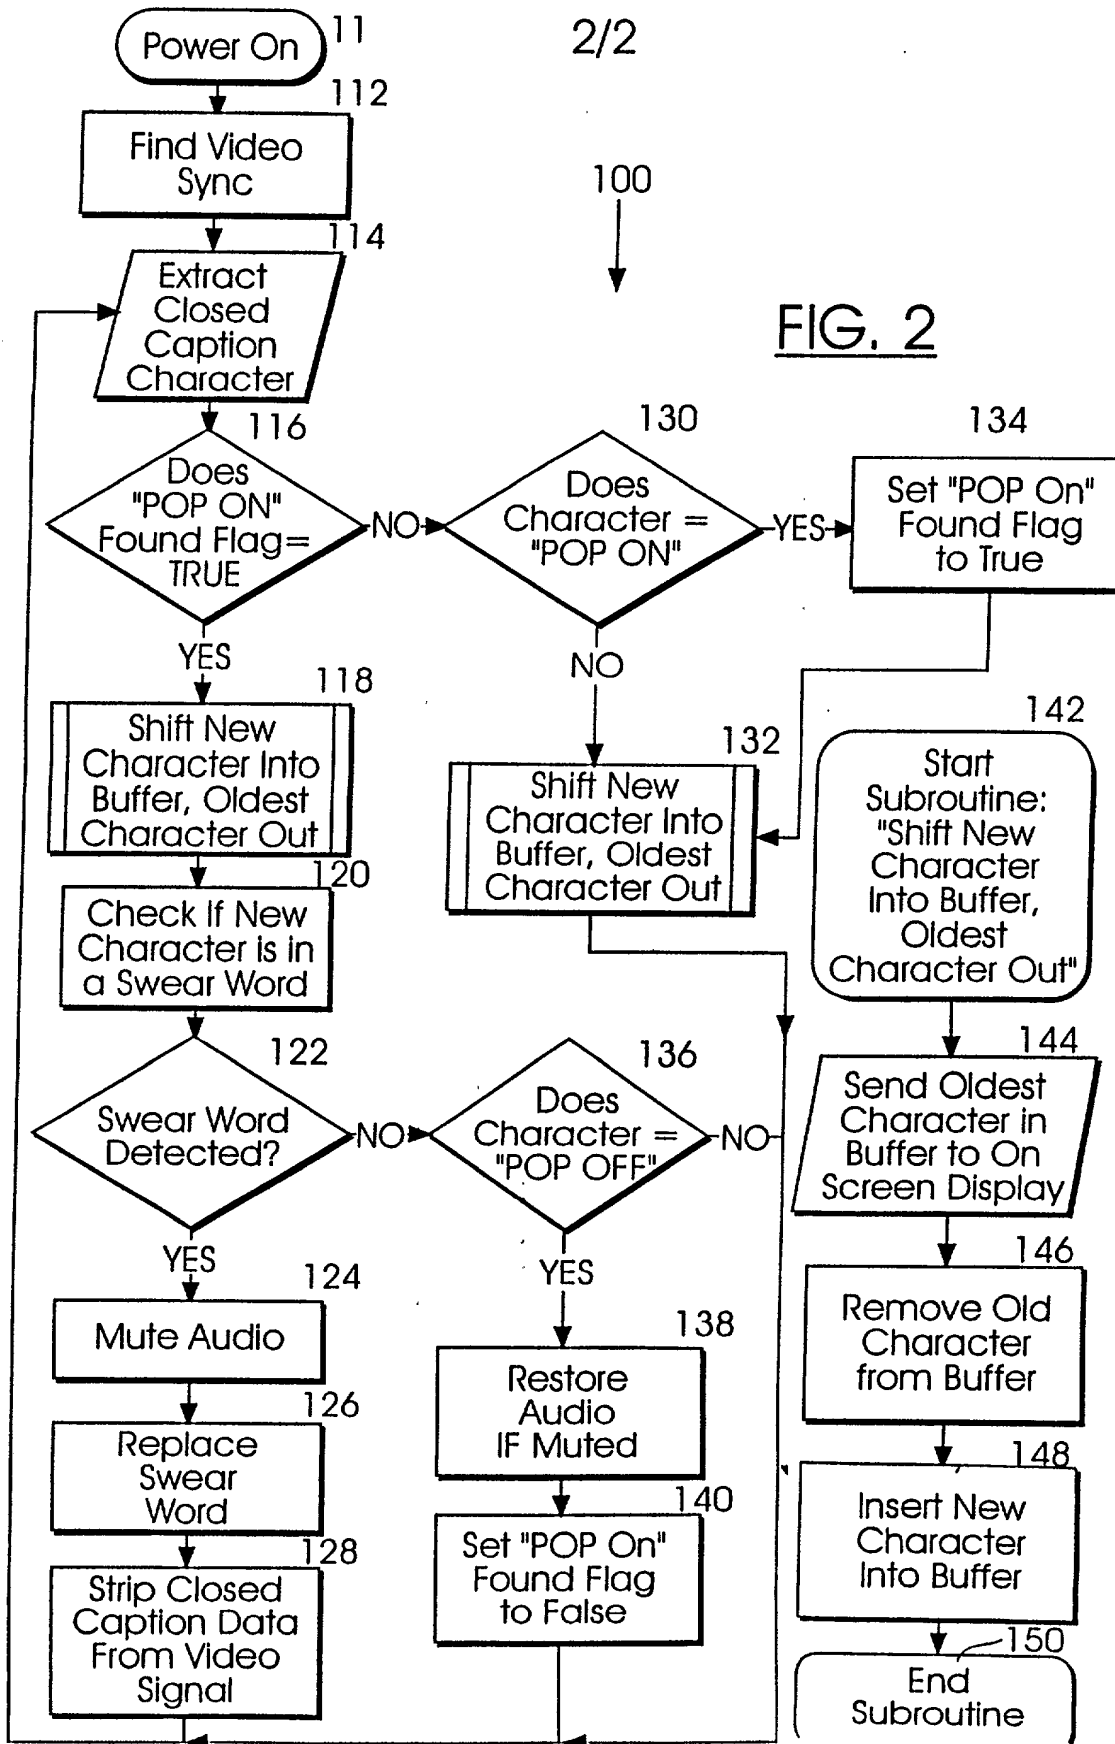 2/2
Power On
11
112
Find Video
Sync
100
114
Extract
Closed
Caption
Character
FIG. 2
116
Does
"POP ON"
Found Flag=
TRUE
NO
YES
130
Does
Character =
"POP ON"
YES
NO
134
Set "POP On"
Found Flag
to True
118
Shift New
Character Into
Buffer, Oldest
Character Out
132
Shift New
Character Into
Buffer, Oldest
Character Out
120
Check If New
Character is in
a Swear Word
122
Swear Word
Detected?
NO
YES
136
Does
Character =
"POP OFF"
NO
YES
124
Mute Audio
126
Replace
Swear
Word
128
Strip Closed
Caption Data
From Video
Signal
138
Restore
Audio
IF Muted
140
Set "POP On"
Found Flag
to False
142
Start
Subroutine:
"Shift New
Character
Into Buffer,
Oldest
Character Out"
144
Send Oldest
Character in
Buffer to On
Screen Display
146
Remove Old
Character
from Buffer
148
Insert New
Character
Into Buffer
150
End
Subroutine